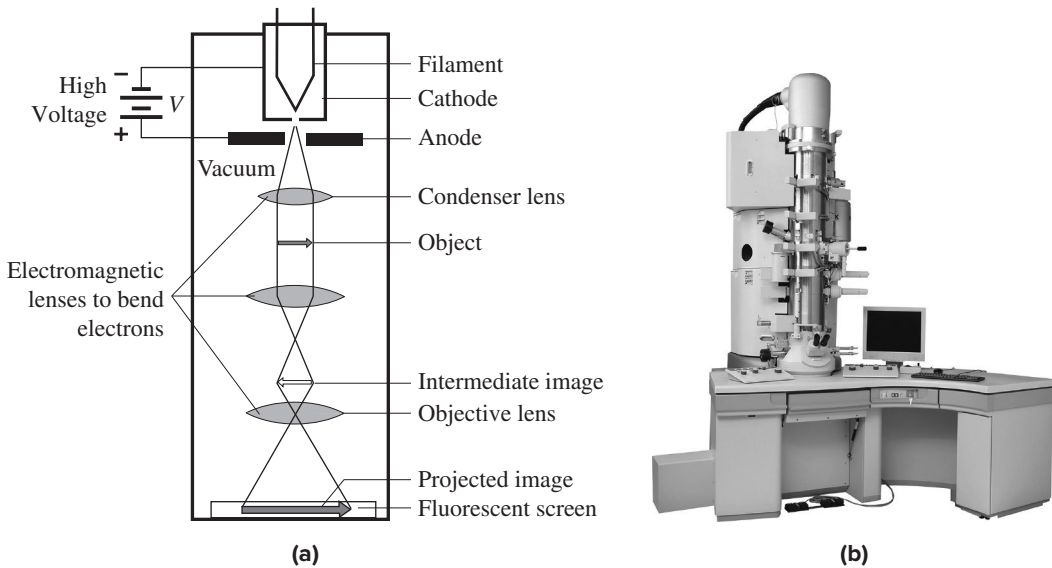 Filament
−
High
Voltage
V
+
Cathode
Anode
Vacuum
Condenser lens
Object
Electromagnetic
lenses to bend
electrons
Intermediate image
Objective lens
Projected image
Fluorescent screen
(a)
(b)